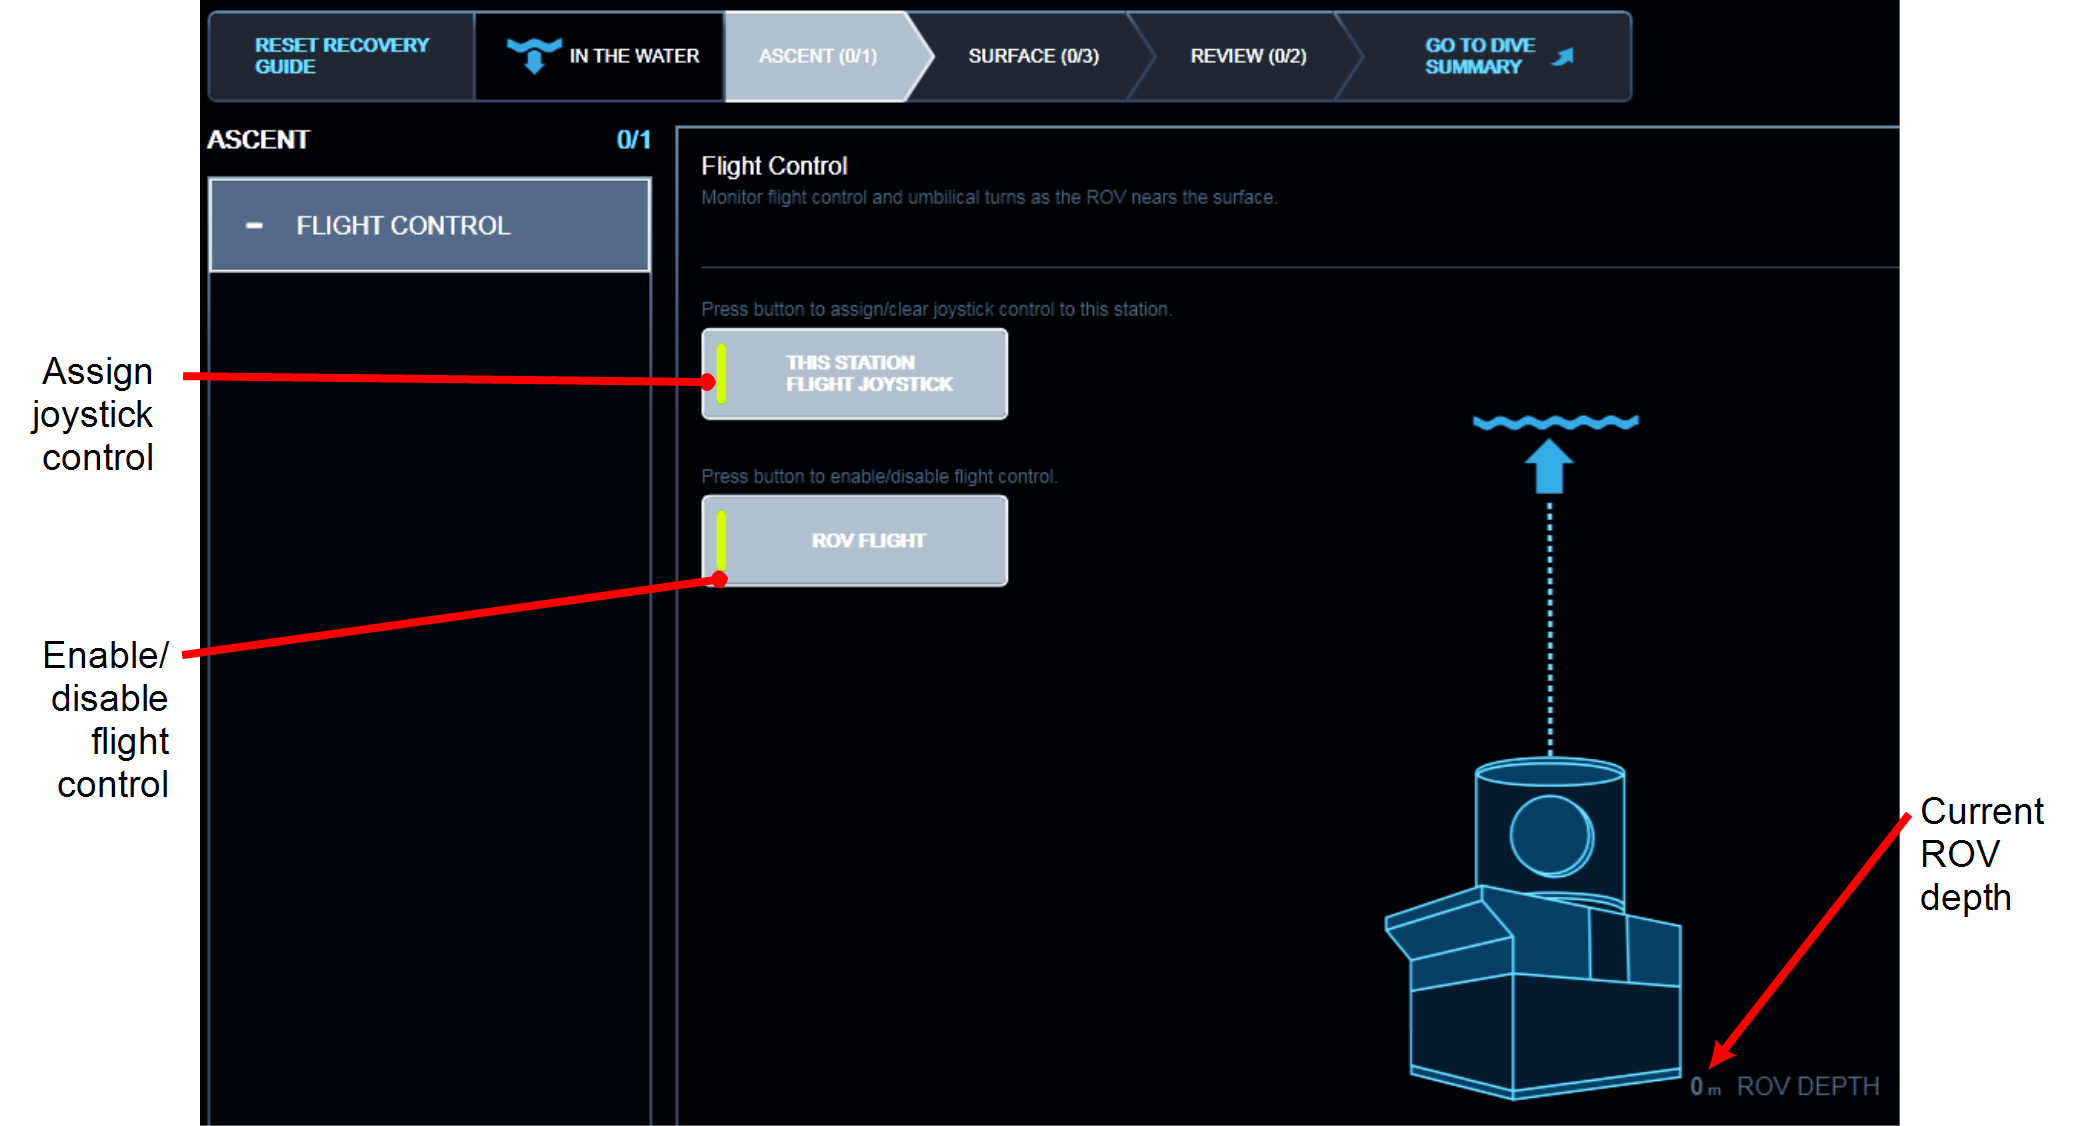 RESET RECOVERY
GUIDE
IN THE WATER
ASCENT (0/1)
SURFACE (0/3)
REVIEW (0/2)
GO TO DIVE
SUMMARY
ASCENT 0/1
FLIGHT CONTROL
Flight Control
Monitor flight control and umbilical turns as the ROV nears the surface.
Press button to assign/clear joystick control to this station.
THIS STATION
FLIGHT JOYSTICK
Press button to enable/disable flight control.
ROV FLIGHT
0 m ROV DEPTH
Assign
joystick
control
Enable/
disable
flight
control
Current
ROV
depth